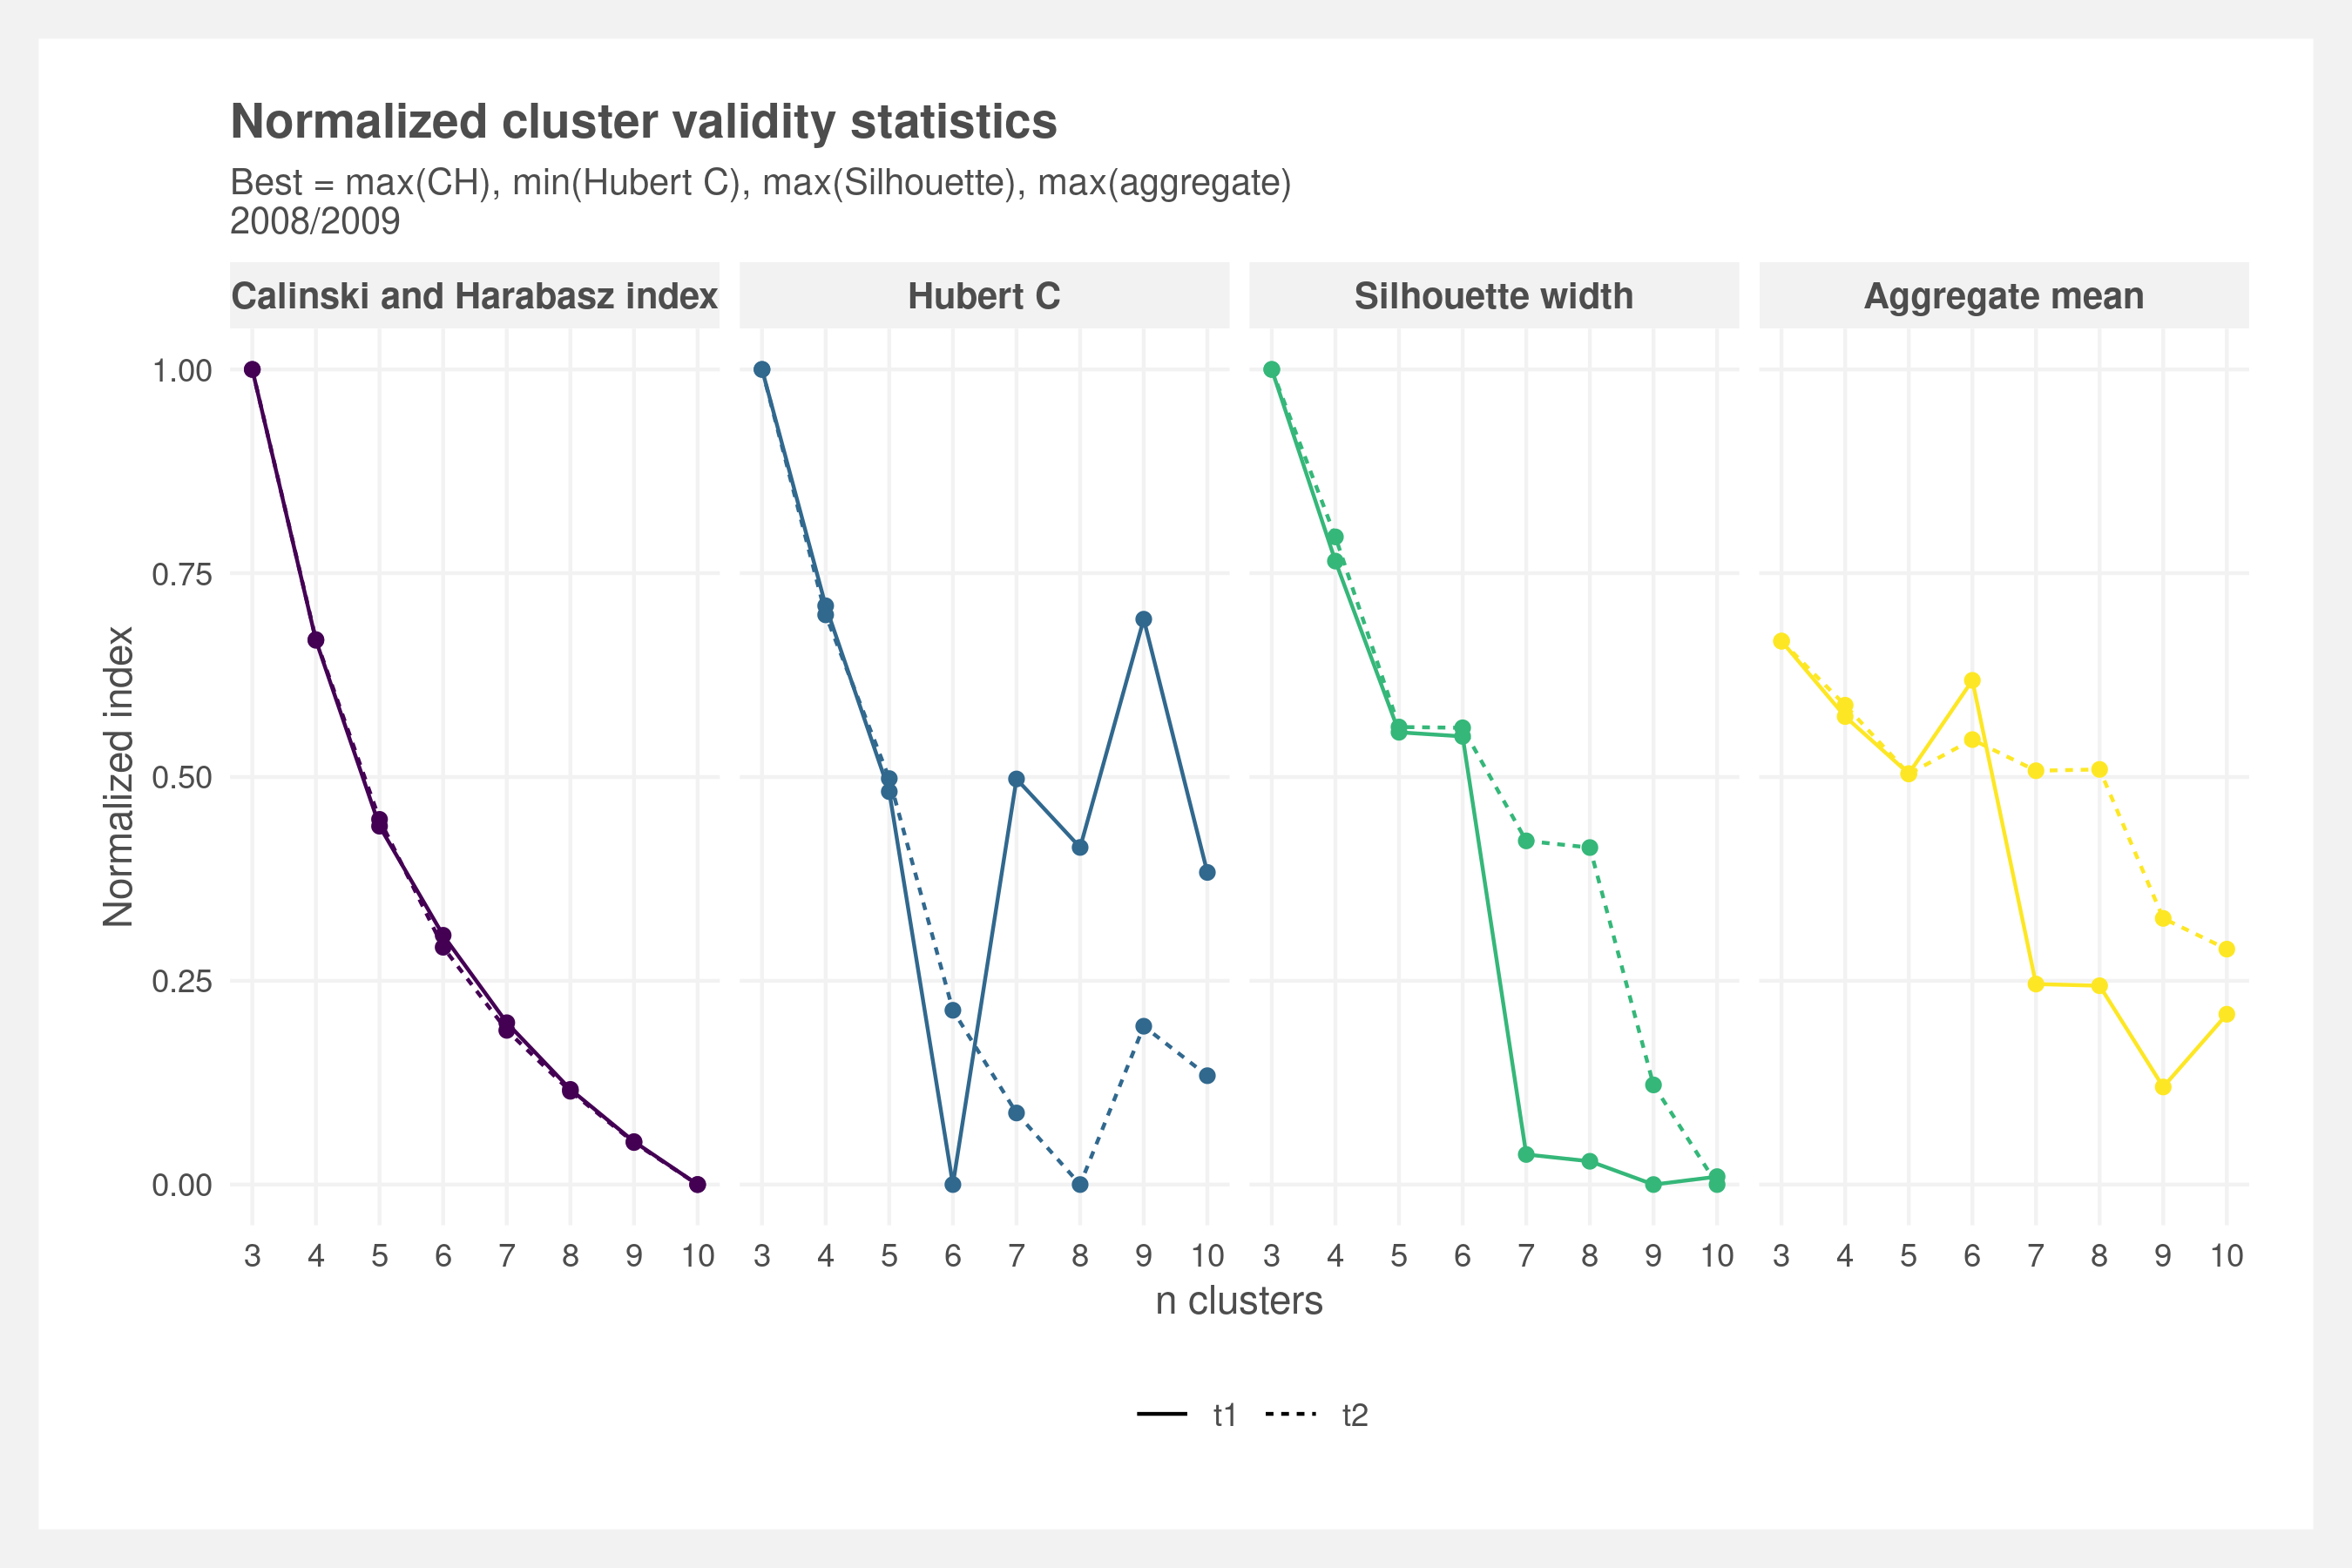 Normalized cluster validity statistics
Best = max(CH), min(Hubert C), max(Silhouette), max(aggregate)
2008/2009
Calinski and Harabasz index
Hubert C
Silhouette width
Aggregate mean
Normalized index
1.00
0.75
0.50
0.25
0.00
3 4 5 6 7 8 9 10
3 4 5 6 7 8 9 10
3 4 5 6 7 8 9 10
3 4 5 6 7 8 9 10
n clusters
t1
t2